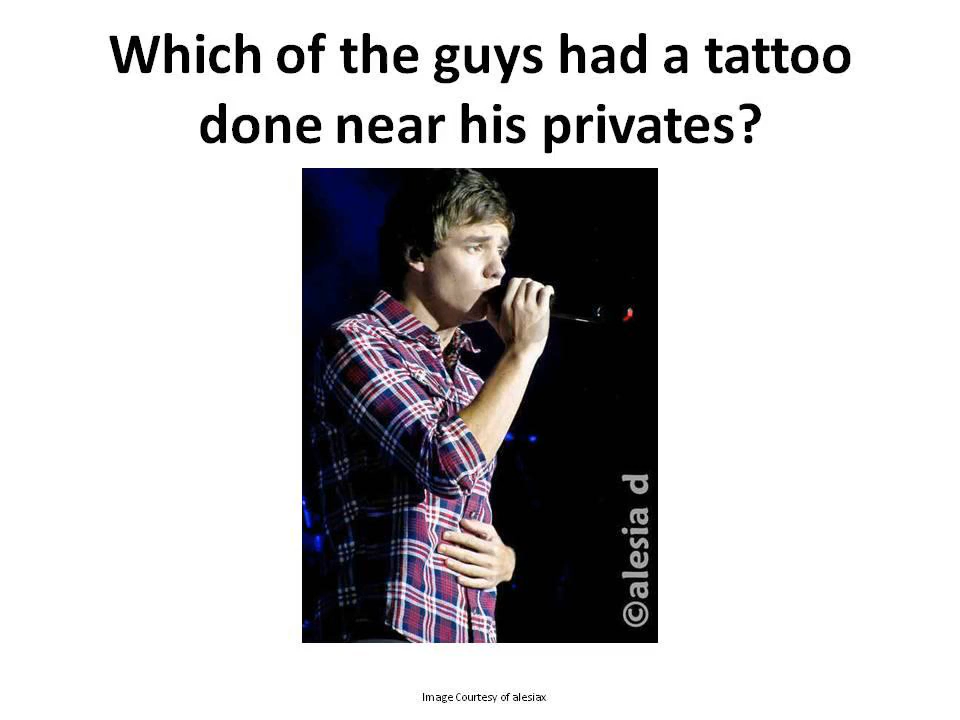 Which of the guys had a tattoo
done near his privates?
©alesia d
Image Courtesy of alesiax